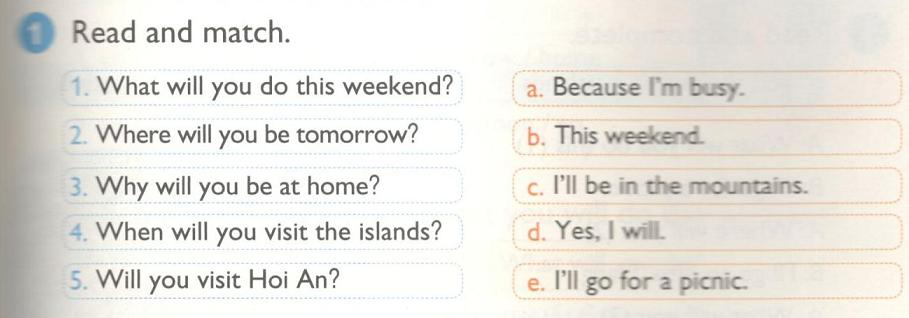 1 Read and match.
1. What will you do this weekend?
a. Because I'm busy.
2. Where will you be tomorrow?
b. This weekend.
3. Why will you be at home?
c. I'll be in the mountains.
4. When will you visit the islands?
d. Yes, I will.
5. Will you visit Hoi An?
e. I'll go for a picnic.